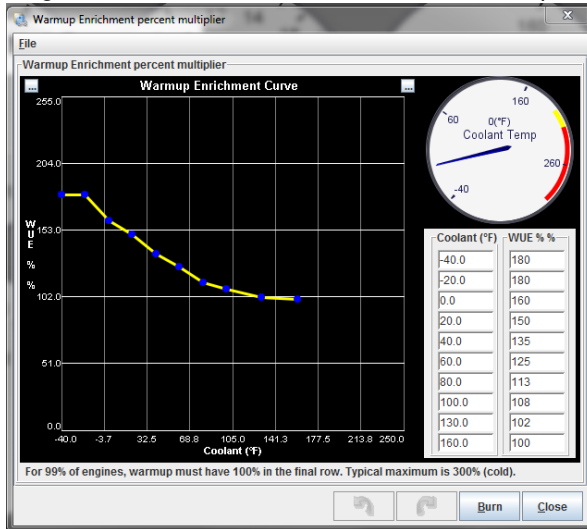 Warmup Enrichment percent multiplier
File
Warmup Enrichment percent multiplier
... Warmup Enrichment Curve ...
255.0
204.0
153.0
102.0
51.0
0.0
WUE % %
-40.0 -3.7 32.5 68.8 105.0 141.3 177.5 213.8 250.0
Coolant (°F)
160
60 0(°F)
Coolant Temp
260
-40
Coolant (°F) WUE % %
-40.0 180
-20.0 180
0.0 160
20.0 150
40.0 135
60.0 125
80.0 113
100.0 108
130.0 102
160.0 100
For 99% of engines, warmup must have 100% in the final row. Typical maximum is 300% (cold).
Burn Close